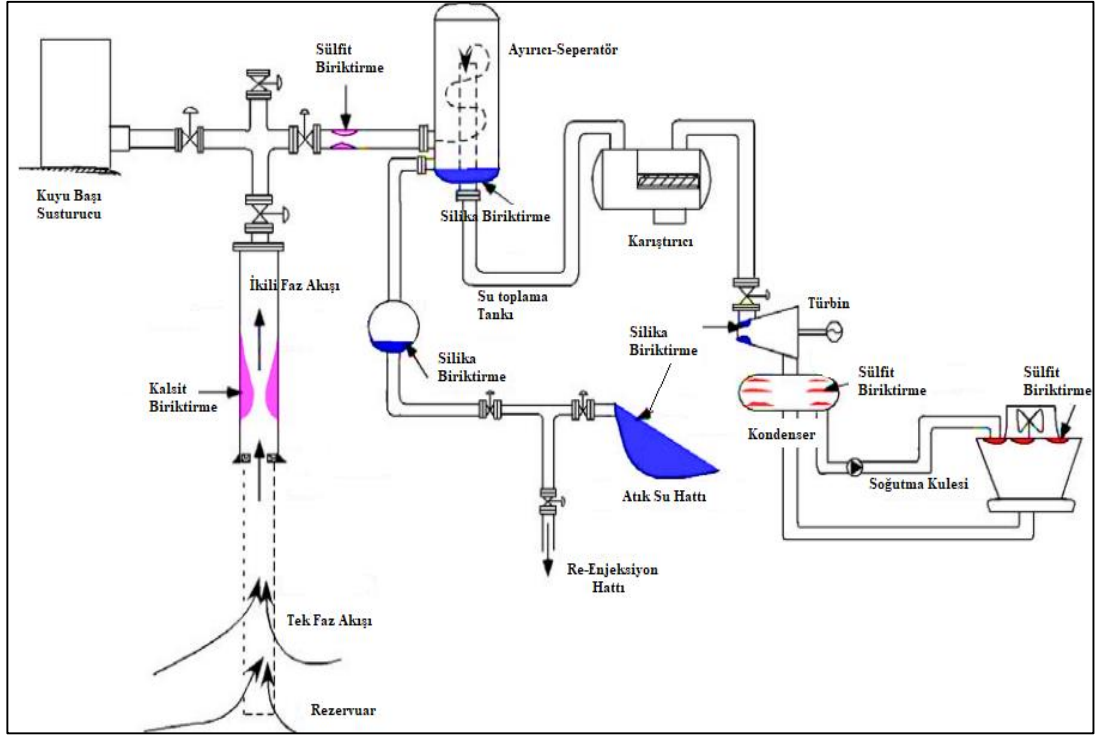 Sülfit
Biriktirme
Ayırıcı-Seperatör
Kuyu Başı
Susturucu
Silika Biriktirme
Karıştırıcı
İkili Faz Akışı
Su toplama
Tankı
Türbin
Silika
Biriktirme
Silika
Biriktirme
Kalsit
Biriktirme
Sülfit
Biriktirme
Sülfit
Biriktirme
Kondenser
Atık Su Hattı
Soğutma Kulesi
Re-Enjeksiyon
Hattı
Tek Faz Akışı
Rezervuar